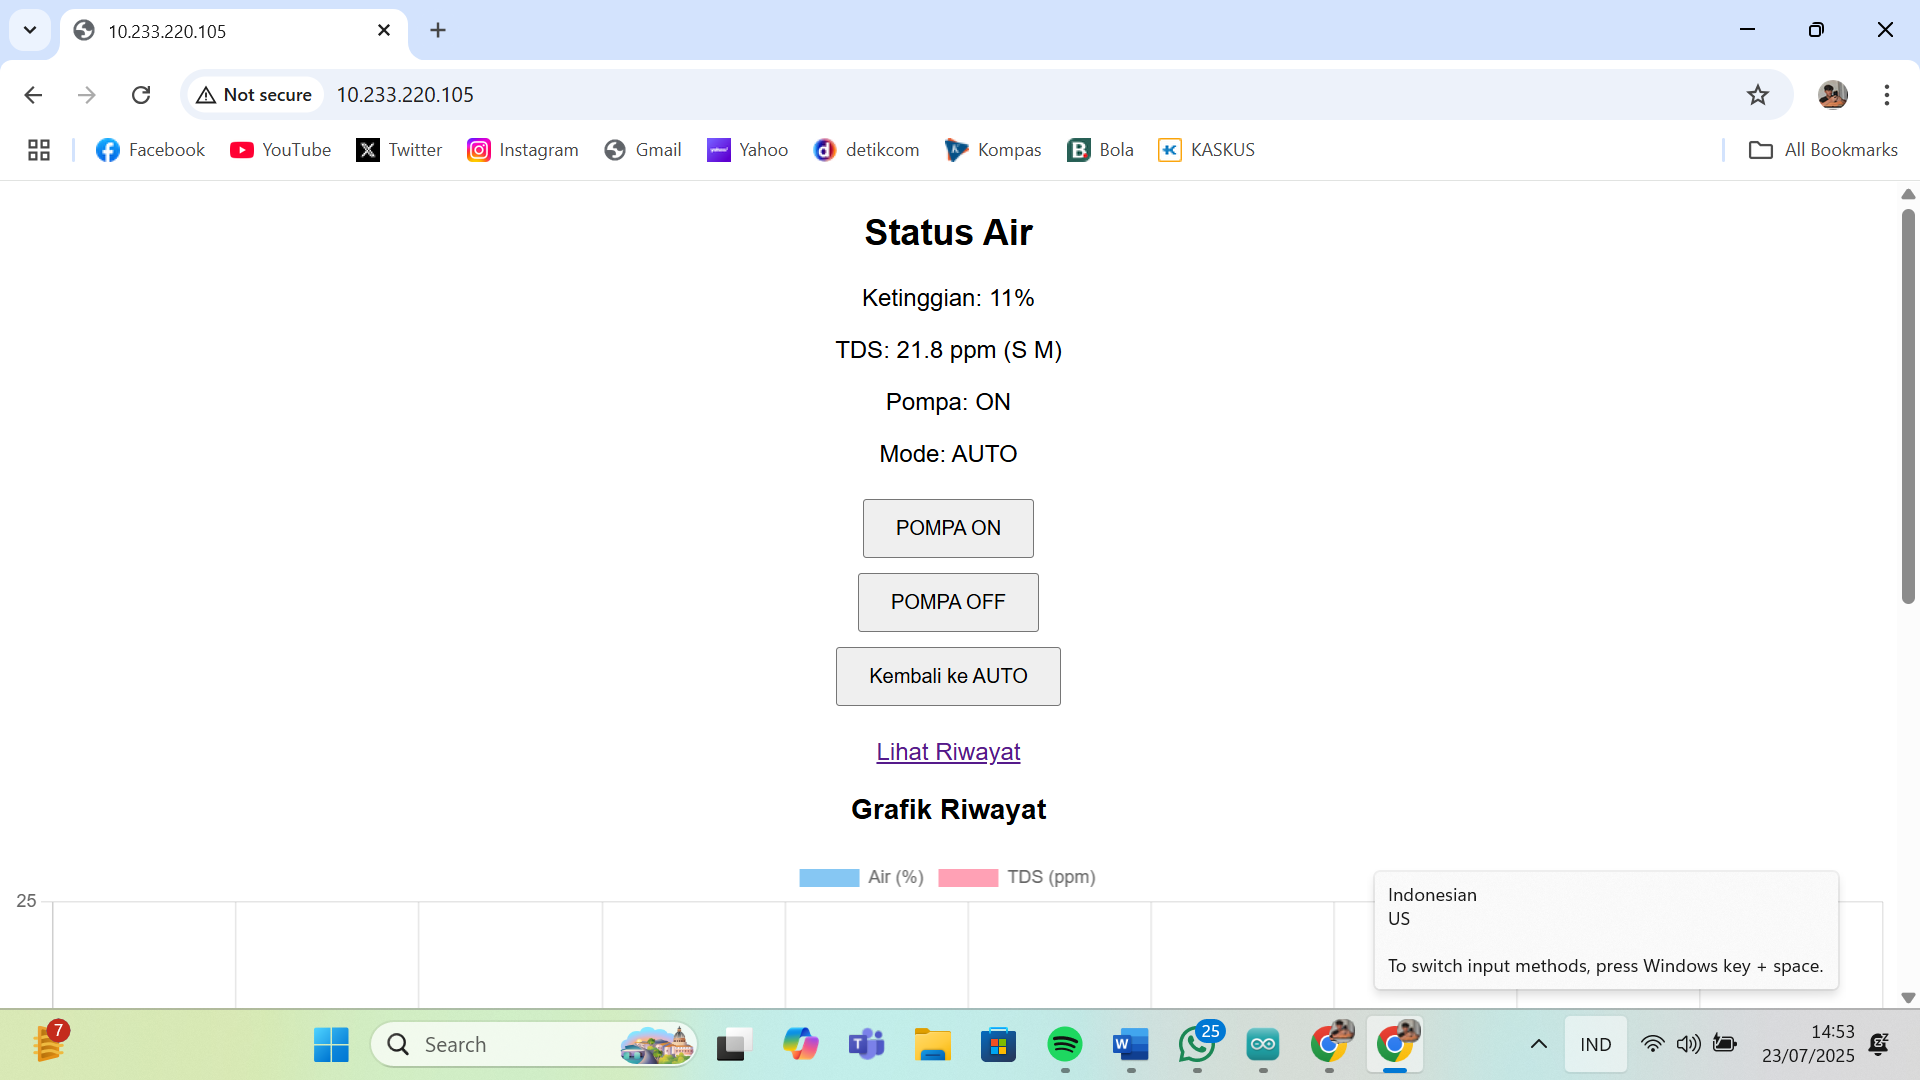 10.233.220.105
Not secure
10.233.220.105
Facebook
YouTube
Twitter
Instagram
Gmail
Yahoo
detikcom
Kompas
Bola
KASKUS
All Bookmarks
Status Air
Ketinggian: 11%
TDS: 21.8 ppm (S M)
Pompa: ON
Mode: AUTO
POMPA ON
POMPA OFF
Kembali ke AUTO
Lihat Riwayat
Grafik Riwayat
Air (%)
TDS (ppm)
25
Indonesian
US
To switch input methods, press Windows key + space.
7
Search
25
IND
14:53
23/07/2025